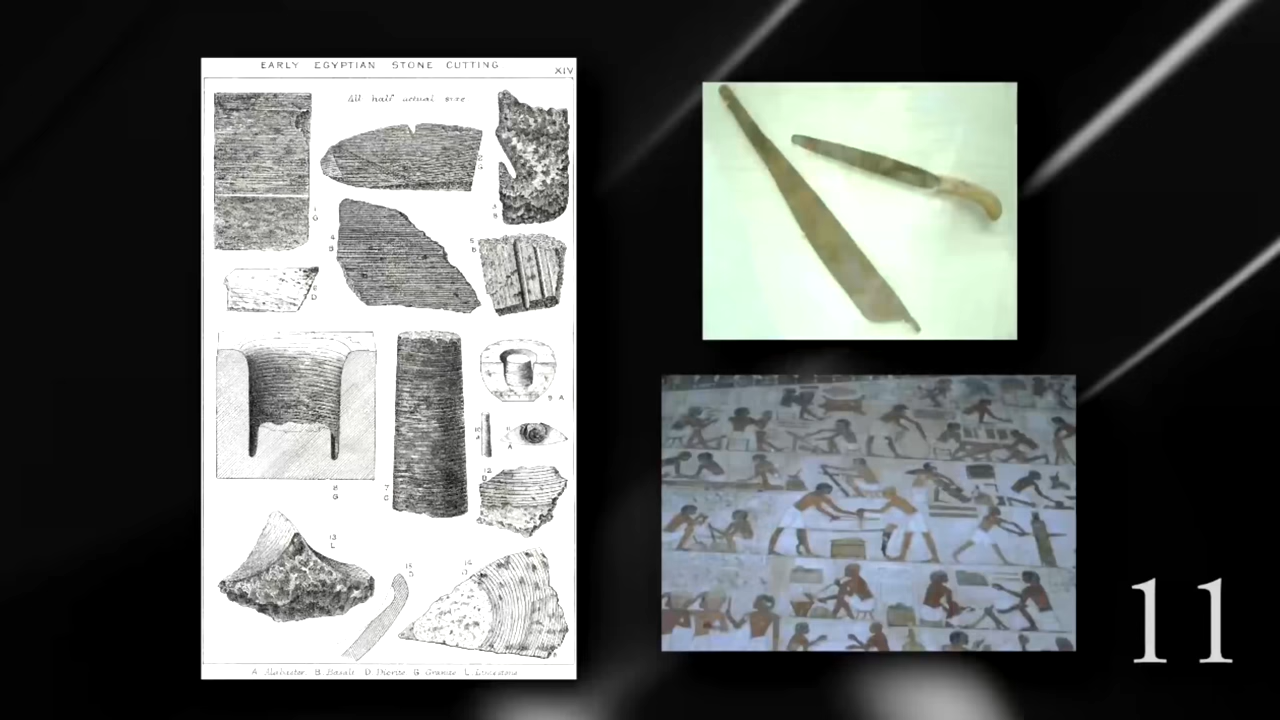 EARLY EGYPTIAN STONE CUTTING
XIV
All half actual size
A. Alabaster. B. Basalt. D. Diorite. G. Granite. L. Limestone.
11